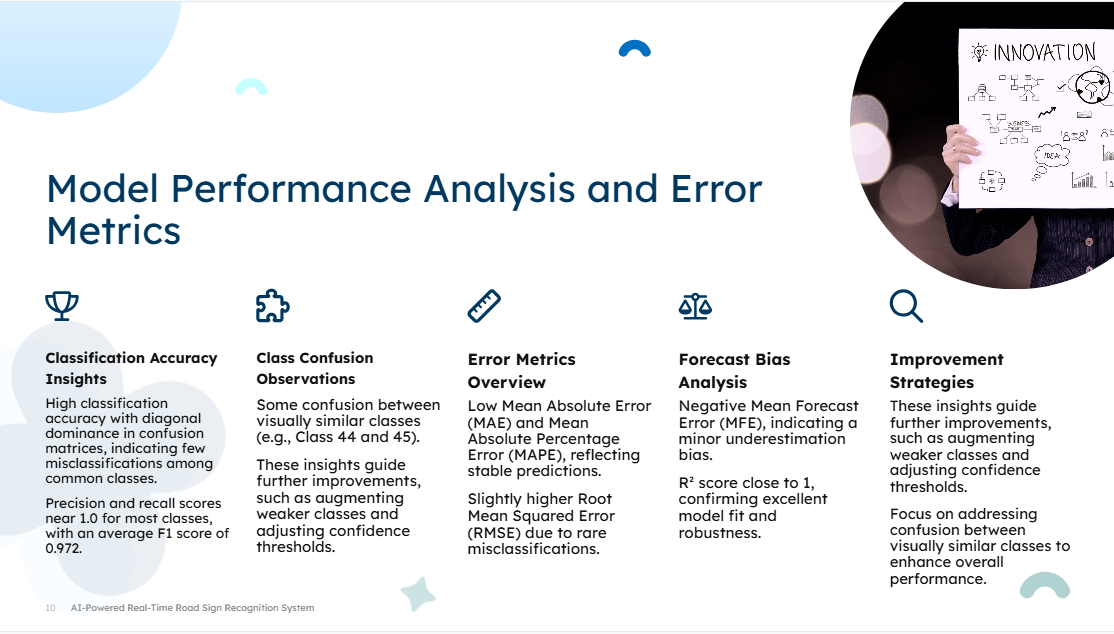 INNOVATION
BUSINESS
IDEA
Model Performance Analysis and Error
Metrics
Classification Accuracy
Insights
High classification
accuracy with diagonal
dominance in confusion
matrices, indicating few
misclassifications among
common classes.
Precision and recall scores
near 1.0 for most classes,
with an average F1 score of
0.972.
Class Confusion
Observations
Some confusion between
visually similar classes
(e.g., Class 44 and 45).
These insights guide
further improvements,
such as augmenting
weaker classes and
adjusting confidence
thresholds.
Error Metrics
Overview
Low Mean Absolute Error
(MAE) and Mean
Absolute Percentage
Error (MAPE), reflecting
stable predictions.
Slightly higher Root
Mean Squared Error
(RMSE) due to rare
misclassifications.
Forecast Bias
Analysis
Negative Mean Forecast
Error (MFE), indicating a
minor underestimation
bias.
R² score close to 1,
confirming excellent
model fit and
robustness.
Improvement
Strategies
These insights guide
further improvements,
such as augmenting
weaker classes and
adjusting confidence
thresholds.
Focus on addressing
confusion between
visually similar classes to
enhance overall
performance.
10 AI-Powered Real-Time Road Sign Recognition System